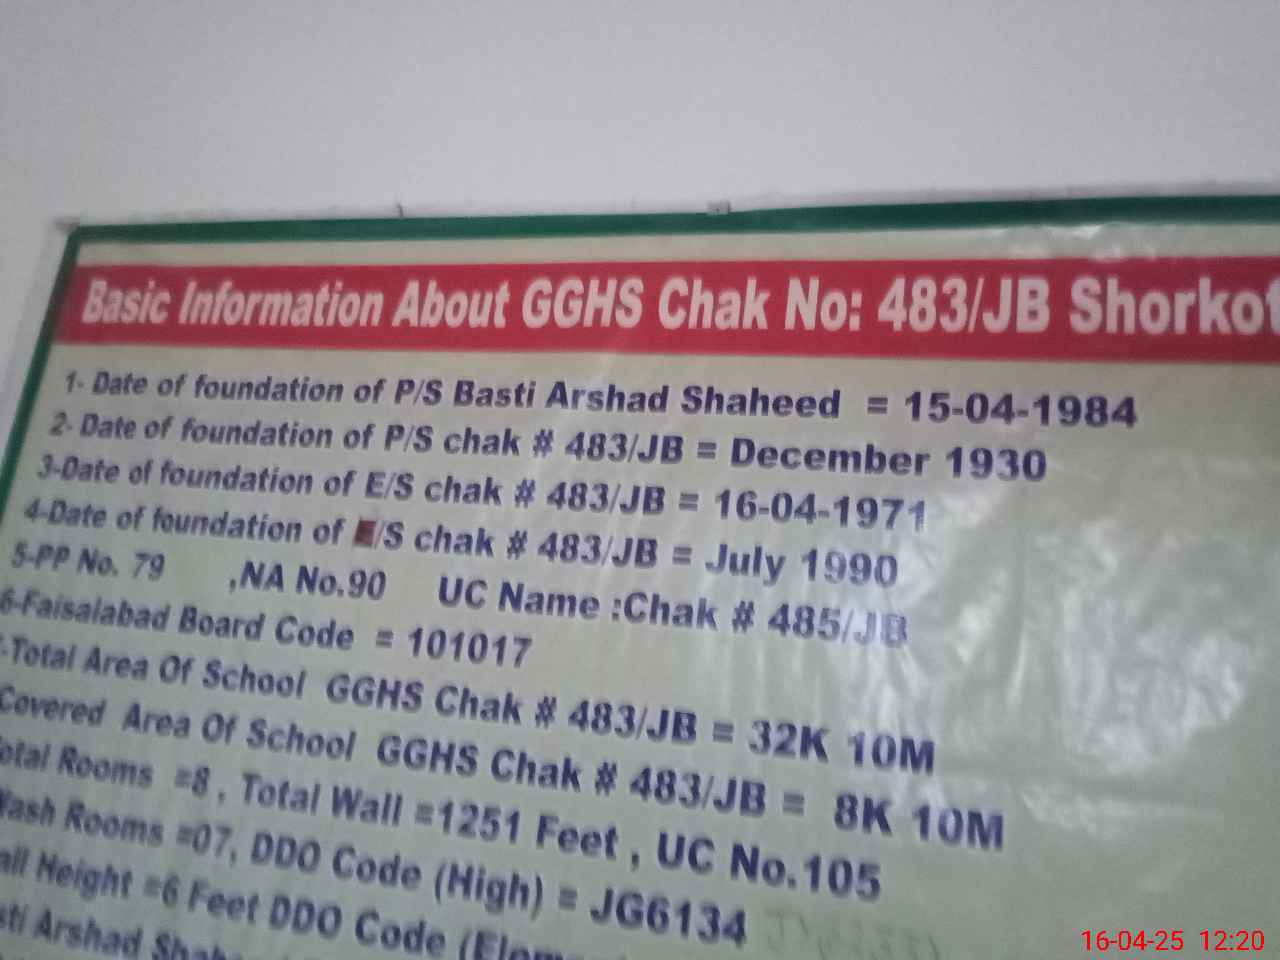 Basic Information About GGHS Chak No: 483/JB Shorkot
1- Date of foundation of P/S Basti Arshad Shaheed = 15-04-1984
2- Date of foundation of P/S chak # 483/JB = December 1930
3-Date of foundation of E/S chak # 483/JB = 16-04-1971
4-Date of foundation of /S chak # 483/JB = July 1990
5-PP No. 79 ,NA No.90 UC Name :Chak # 485/JB
6-Faisalabad Board Code = 101017
-Total Area Of School GGHS Chak # 483/JB = 32K 10M
Covered Area Of School GGHS Chak # 483/JB = 8K 10M
otal Rooms =8 , Total Wall =1251 Feet , UC No.105
ash Rooms =07, DDO Code (High) = JG6134
all Height =6 Feet DDO Code (Elem
sti Arshad Shah
16-04-25 12:20